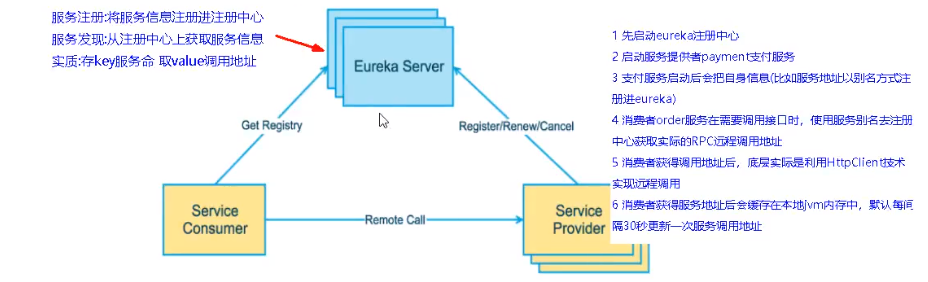 服务注册:将服务信息注册进注册中心
服务发现:从注册中心上获取服务信息
实质:存key服务命 取value调用地址
Eureka Server
Get Registry
Register/Renew/Cancel
Service
Consumer
Remote Call
Service
Provider
1 先启动eureka注册中心
2 启动服务提供者payment支付服务
3 支付服务启动后会把自身信息(比如服务地址以别名方式注
册进eureka)
4 消费者order服务在需要调用接口时，使用服务别名去注册
中心获取实际的RPC远程调用地址
5 消费者获得调用地址后，底层实际是利用HttpClient技术
实现远程调用
6 消费者获得服务地址后会缓存在本地jvm内存中，默认每间
隔30秒更新一次服务调用地址